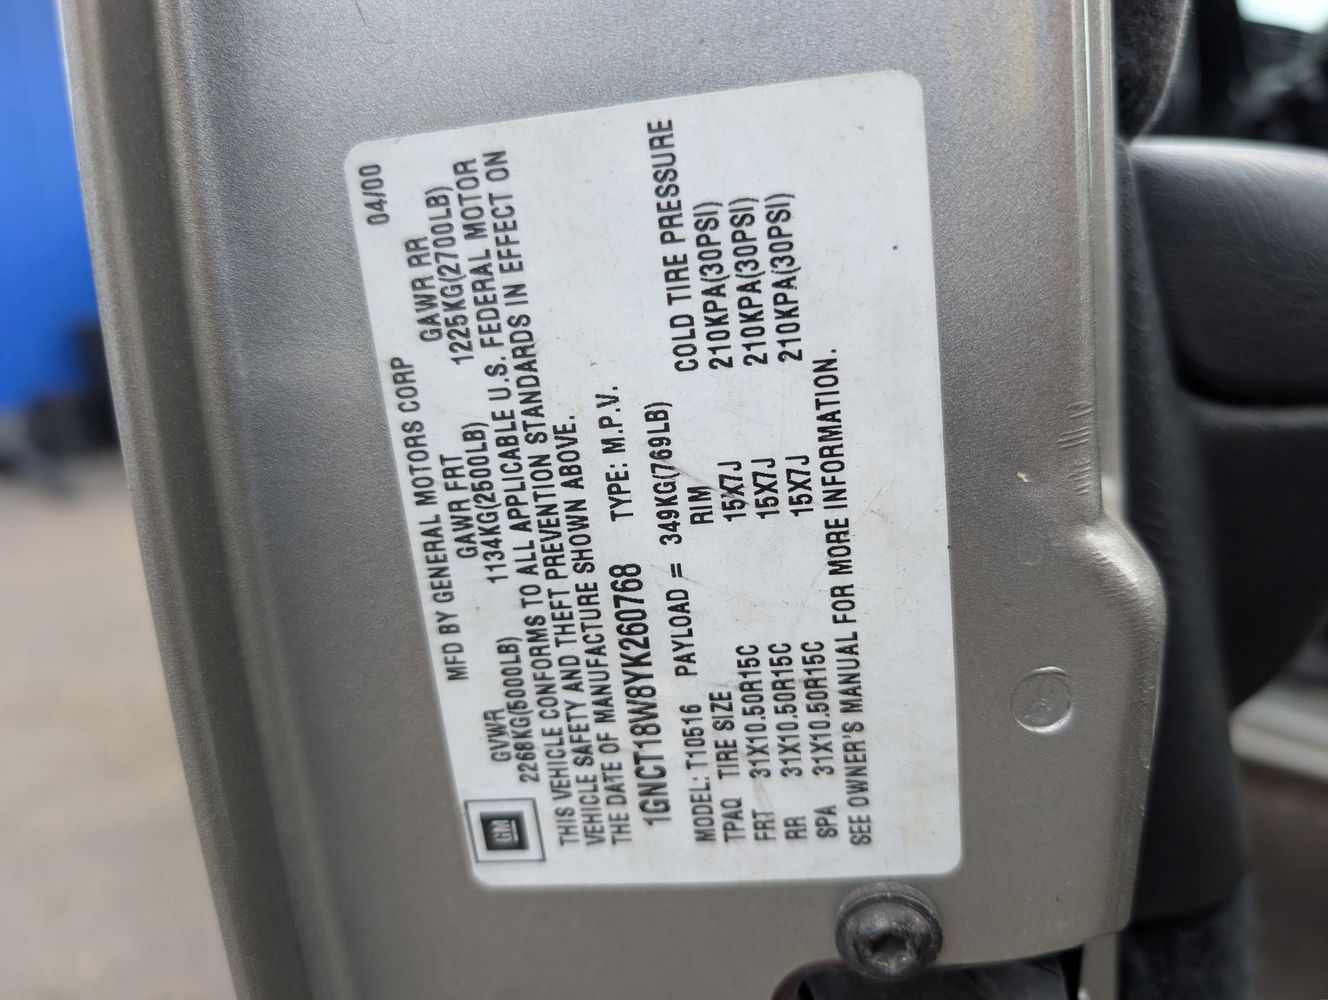 MFD BY GENERAL MOTORS CORP 04/00
GM
GVWR GAWR FRT GAWR RR
2268KG(5000LB) 1134KG(2500LB) 1225KG(2700LB)
THIS VEHICLE CONFORMS TO ALL APPLICABLE U.S. FEDERAL MOTOR
VEHICLE SAFETY AND THEFT PREVENTION STANDARDS IN EFFECT ON
THE DATE OF MANUFACTURE SHOWN ABOVE.
1GNCT18W8YK260768 TYPE: M.P.V.
MODEL: T10516 PAYLOAD = 349KG(769LB)
TPAQ TIRE SIZE RIM COLD TIRE PRESSURE
FRT 31X10.50R15C 15X7J 210KPA(30PSI)
RR 31X10.50R15C 15X7J 210KPA(30PSI)
SPA 31X10.50R15C 15X7J 210KPA(30PSI)
SEE OWNER'S MANUAL FOR MORE INFORMATION.